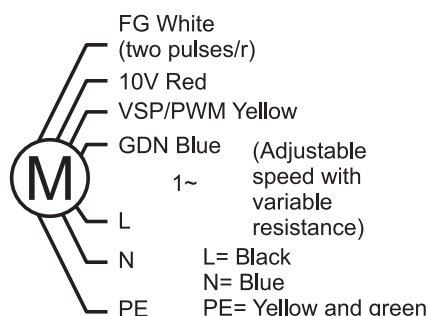 FG White
(two pulses/r)
10V Red
VSP/PWM Yellow
GDN Blue
(Adjustable
speed with
variable
resistance)
M
1~
L
N
PE
L= Black
N= Blue
PE= Yellow and green